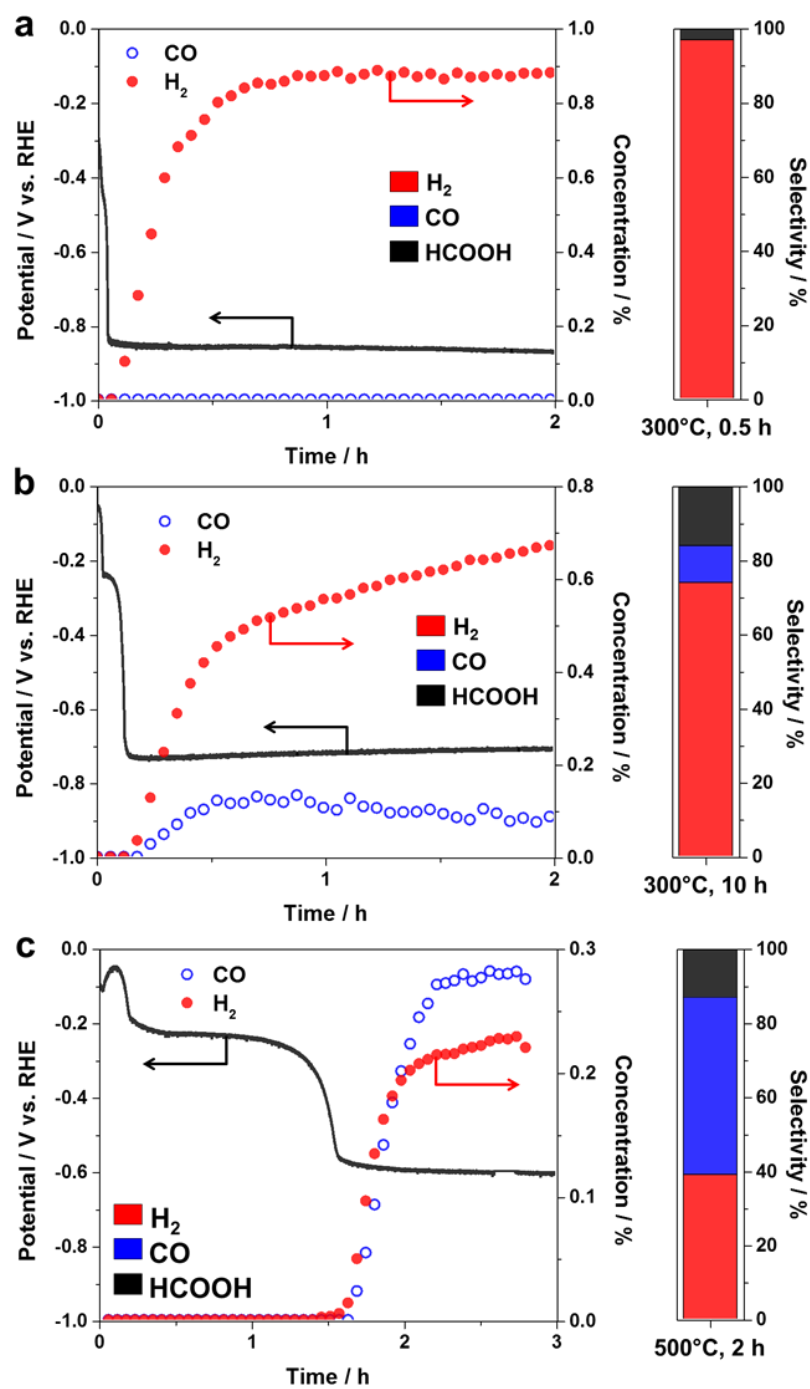 a
0.0
-0.2
-0.4
-0.6
-0.8
-1.0
Potential / V vs. RHE
CO
H2
H2
CO
HCOOH
1.0
0.8
0.6
0.4
0.2
0.0
Concentration / %
0
1
2
Time / h
100
80
60
40
20
0
Selectivity / %
300°C, 0.5 h
b
0.0
-0.2
-0.4
-0.6
-0.8
-1.0
Potential / V vs. RHE
CO
H2
H2
CO
HCOOH
0.8
0.6
0.4
0.2
0.0
Concentration / %
0
1
2
Time / h
100
80
60
40
20
0
Selectivity / %
300°C, 10 h
c
0.0
-0.2
-0.4
-0.6
-0.8
-1.0
Potential / V vs. RHE
CO
H2
H2
CO
HCOOH
0.3
0.2
0.1
0.0
Concentration / %
0
1
2
3
Time / h
100
80
60
40
20
0
Selectivity / %
500°C, 2 h